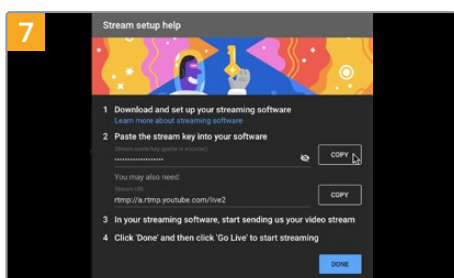 7
Stream setup help
1 Download and set up your streaming software
Learn more about streaming software
2 Paste the stream key into your software
Stream name/key (paste in encoder)
••••••••••••••••••• COPY
You may also need:
Stream URL
rtmp://a.rtmp.youtube.com/live2 COPY
3 In your streaming software, start sending us your video stream
4 Click 'Done' and then click 'Go Live' to start streaming
DONE